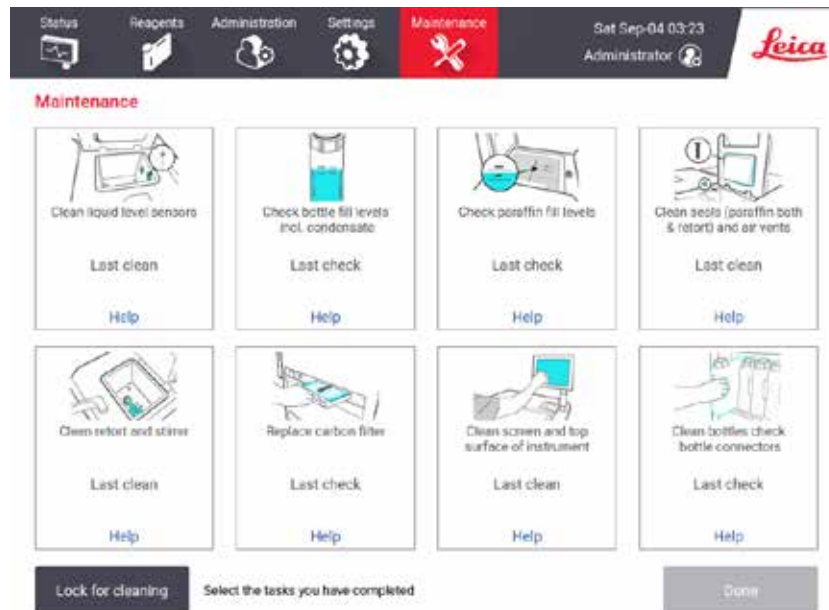 Status Reagents Administration Settings Maintenance Sat Sep-04 03:23
Administrator
Leica
Maintenance
1
Clean liquid level sensors
Check bottle fill levels
incl. condensate
Check paraffin fill levels
Clean seals (paraffin bath
& retort) and air vents
Last clean
Last check
Last check
Last clean
Help
Help
Help
Help
Clean retort and stirrer
Replace carbon filter
Clean screen and top
surface of instrument
Clean bottles check
bottle connectors
Last clean
Last check
Last clean
Last check
Help
Help
Help
Help
Lock for cleaning
Select the tasks you have completed
Done